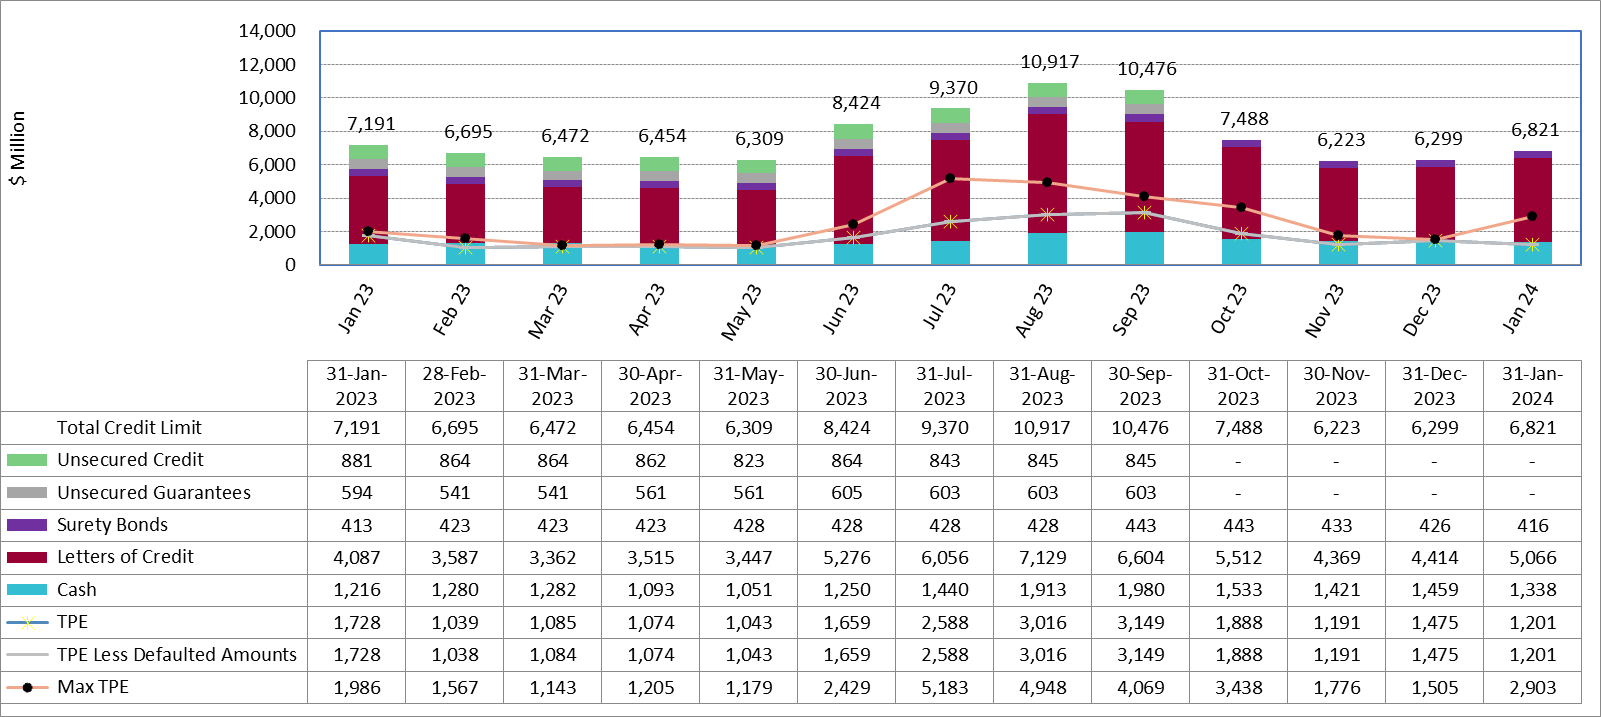 $ Million
14,000
12,000
10,000
8,000
6,000
4,000
2,000
0
7,191 6,695 6,472 6,454 6,309 8,424 9,370 10,917 10,476 7,488 6,223 6,299 6,821
Jan 23 Feb 23 Mar 23 Apr 23 May 23 Jun 23 Jul 23 Aug 23 Sep 23 Oct 23 Nov 23 Dec 23 Jan 24
31-Jan- 28-Feb- 31-Mar- 30-Apr- 31-May- 30-Jun- 31-Jul- 31-Aug- 30-Sep- 31-Oct- 30-Nov- 31-Dec- 31-Jan-
2023 2023 2023 2023 2023 2023 2023 2023 2023 2023 2023 2023 2024
Total Credit Limit 7,191 6,695 6,472 6,454 6,309 8,424 9,370 10,917 10,476 7,488 6,223 6,299 6,821
Unsecured Credit 881 864 864 862 823 864 843 845 845 - - - -
Unsecured Guarantees 594 541 541 561 561 605 603 603 603 - - - -
Surety Bonds 413 423 423 423 428 428 428 428 443 443 433 426 416
Letters of Credit 4,087 3,587 3,362 3,515 3,447 5,276 6,056 7,129 6,604 5,512 4,369 4,414 5,066
Cash 1,216 1,280 1,282 1,093 1,051 1,250 1,440 1,913 1,980 1,533 1,421 1,459 1,338
TPE 1,728 1,039 1,085 1,074 1,043 1,659 2,588 3,016 3,149 1,888 1,191 1,475 1,201
TPE Less Defaulted Amounts 1,728 1,038 1,084 1,074 1,043 1,659 2,588 3,016 3,149 1,888 1,191 1,475 1,201
Max TPE 1,986 1,567 1,143 1,205 1,179 2,429 5,183 4,948 4,069 3,438 1,776 1,505 2,903